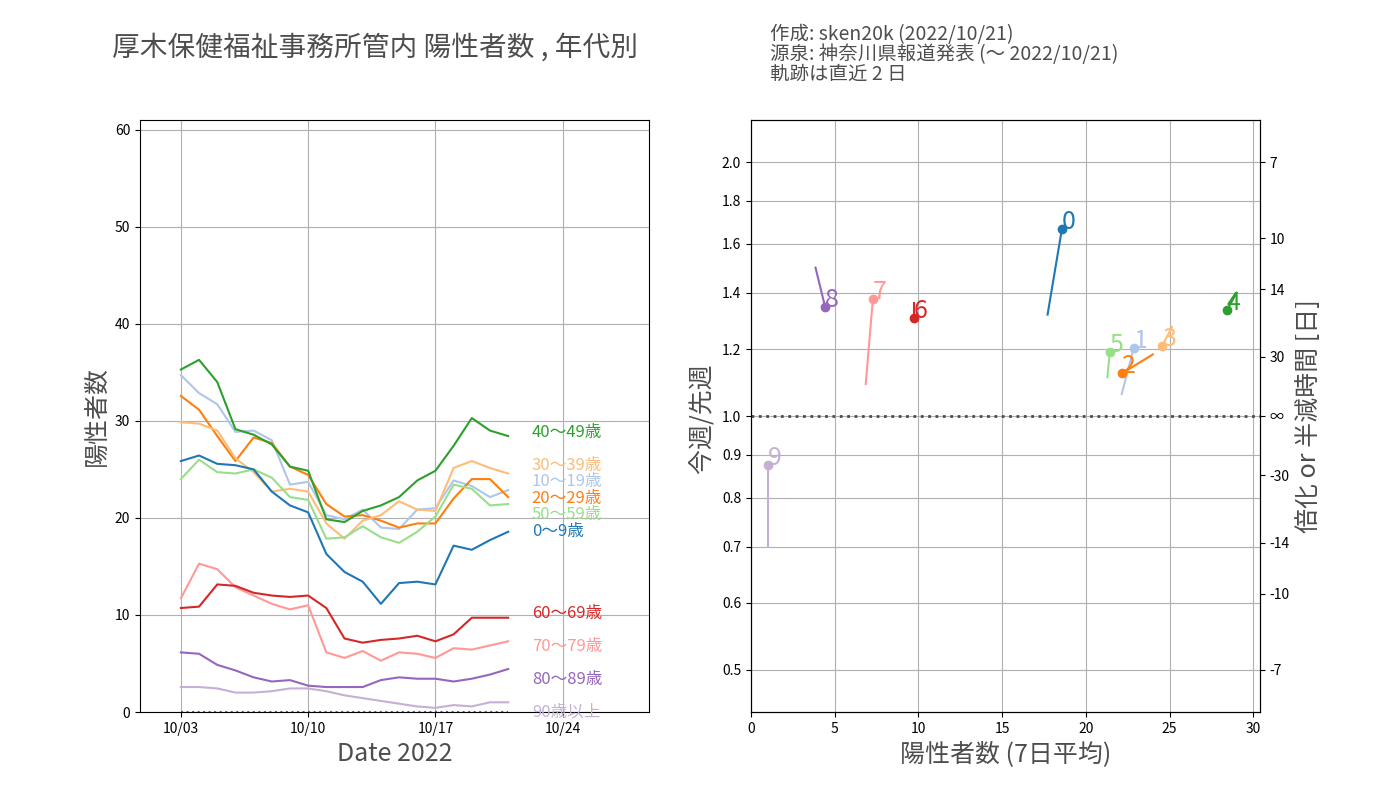 厚木保健福祉事務所管内 陽性者数 , 年代別
作成: sken20k (2022/10/21)
源泉: 神奈川県報道発表 (～ 2022/10/21)
軌跡は直近 2 日
陽性者数
60
50
40
30
20
10
0
40～49歳
30～39歳
10～19歳
20～29歳
50～59歳
0～9歳
60～69歳
70～79歳
80～89歳
90歳以上
10/03
10/10
10/17
10/24
Date 2022
今週/先週
2.0
1.8
1.6
1.4
1.2
1.0
0.9
0.8
0.7
0.6
0.5
0
8
7
6
4
5
1
3
2
9
7
10
14
30
∞
-30
-14
-10
-7
倍化 or 半減時間 [日]
0
5
10
15
20
25
30
陽性者数 (7日平均)